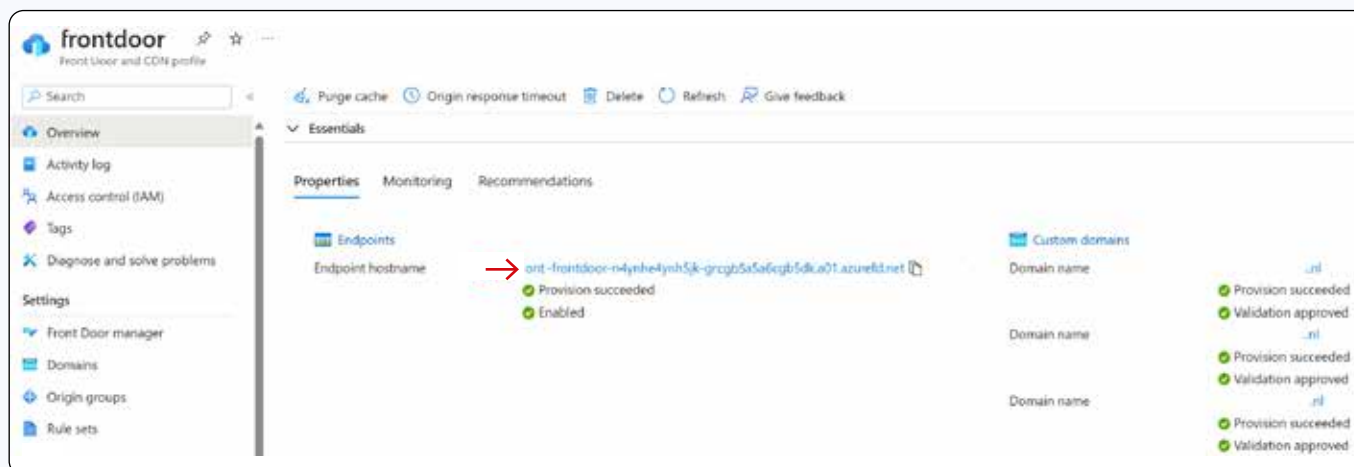 frontdoor
Front Door and CDN profile
Search
Overview
Activity log
Access control (IAM)
Tags
Diagnose and solve problems
Settings
Front Door manager
Domains
Origin groups
Rule sets
Purge cache Origin response timeout Delete Refresh Give feedback
Essentials
Properties Monitoring Recommendations
Endpoints
Endpoint hostname
Provision succeeded
Enabled
Custom domains
Domain name .nl
Provision succeeded
Validation approved
Domain name .nl
Provision succeeded
Validation approved
Domain name .nl
Provision succeeded
Validation approved